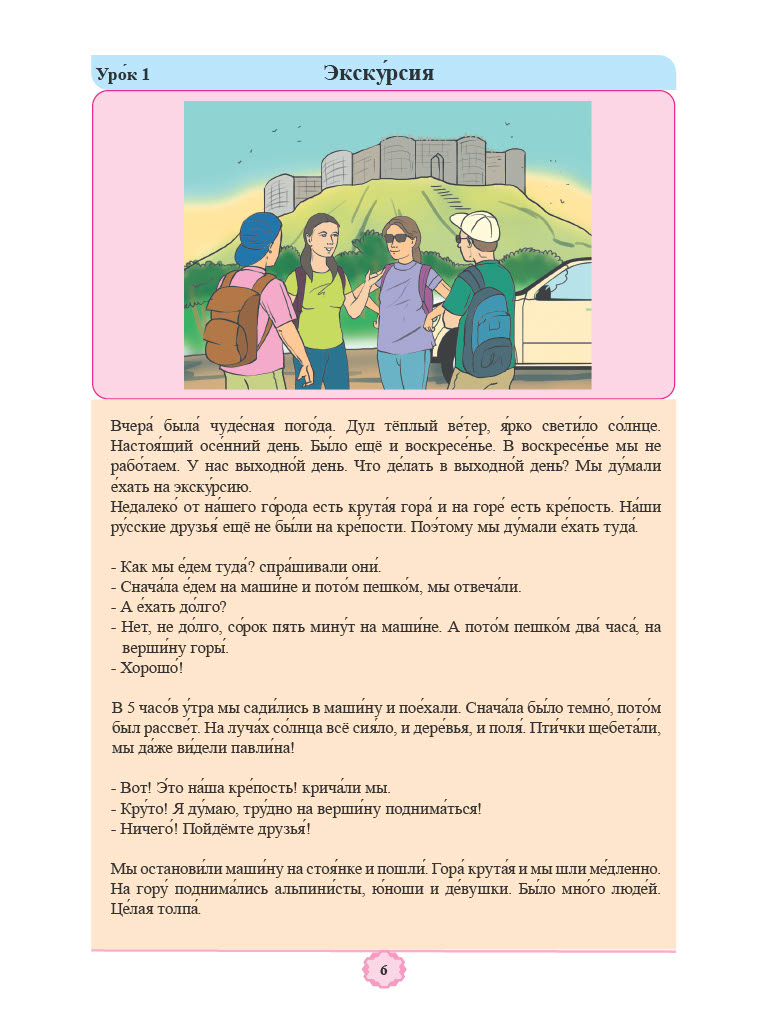 Уро́к 1
Экску́рсия
Вчера́ была́ чуде́сная пого́да. Дул тёплый ве́тер, я́рко свети́ло со́лнце.
Настоя́щий осе́нний день. Бы́ло ещё и воскресе́нье. В воскресе́нье мы не
рабо́таем. У нас выходно́й день. Что де́лать в выходно́й день? Мы ду́мали
е́хать на экску́рсию.
Недалеко́ от на́шего го́рода есть крута́я гора́ и на горе́ есть кре́пость. На́ши
ру́сские друзья́ ещё не бы́ли на кре́пости. Поэ́тому мы ду́мали е́хать туда́.
- Как мы е́дем туда́? спра́шивали они́.
- Снача́ла е́дем на маши́не и пото́м пешко́м, мы отвеча́ли.
- А е́хать до́лго?
- Нет, не до́лго, со́рок пять мину́т на маши́не. А пото́м пешко́м два́ часа́, на
верши́ну горы́.
- Хорошо́!
В 5 часо́в у́тра мы сади́лись в маши́ну и пое́хали. Снача́ла бы́ло темно́, пото́м
был рассве́т. На луча́х со́лнца всё сия́ло, и дере́вья, и поля́. Пти́чки щебета́ли,
мы да́же ви́дели павли́на!
- Вот! Э́то на́ша кре́пость! крича́ли мы.
- Кру́то! Я ду́маю, тру́дно на верши́ну поднима́ться!
- Ничего́! Пойдёмте друзья́!
Мы останови́ли маши́ну на стоя́нке и пошли́. Гора́ крута́я и мы шли ме́дленно.
На гору́ поднима́лись альпини́сты, ю́ноши и де́вушки. Бы́ло мно́го люде́й.
Це́лая толпа́.
6